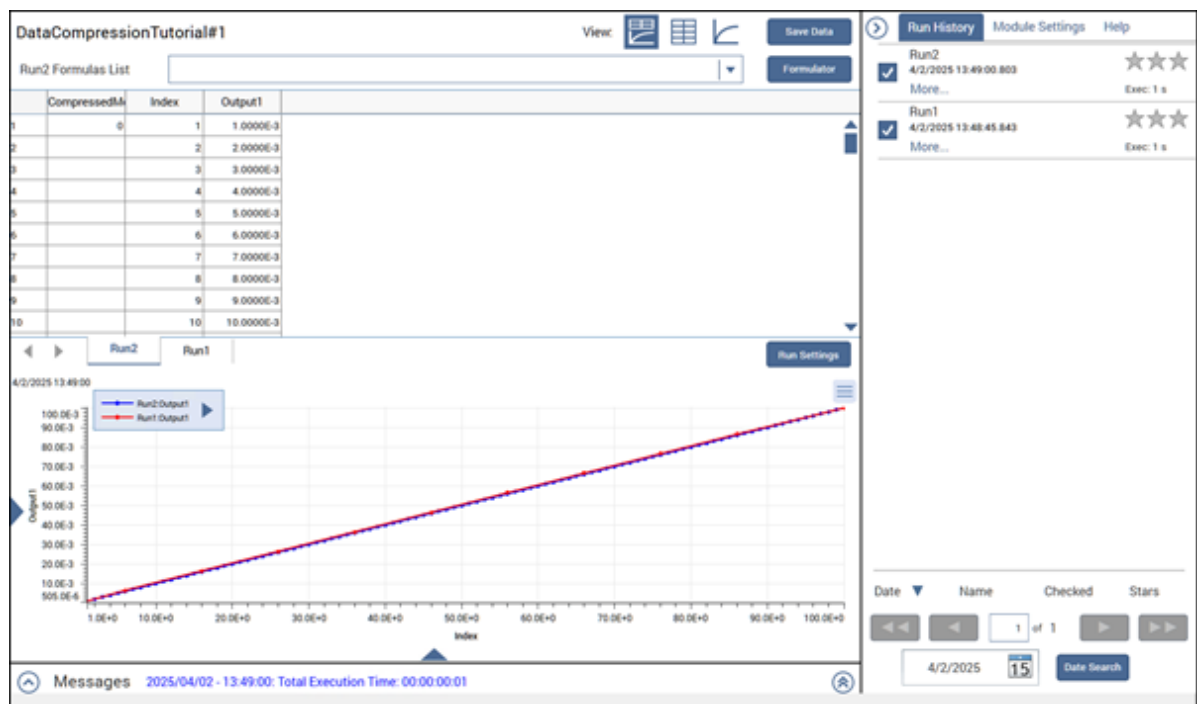 DataCompressionTutorial#1
View:
Save Data
Run2 Formulas List
Formulator
CompressedM Index Output1
1 0 1 1.0000E-3
2 2 2.0000E-3
3 3 3.0000E-3
4 4 4.0000E-3
5 5 5.0000E-3
6 6 6.0000E-3
7 7 7.0000E-3
8 8 8.0000E-3
9 9 9.0000E-3
10 10 10.0000E-3
Run2 Run1
Run Settings
4/2/2025 13:49:00
Run2:Output1
Run1:Output1
100.0E-3
90.0E-3
80.0E-3
70.0E-3
60.0E-3
50.0E-3
40.0E-3
30.0E-3
20.0E-3
10.0E-3
505.0E-6
Output1
1.0E+0 10.0E+0 20.0E+0 30.0E+0 40.0E+0 50.0E+0 60.0E+0 70.0E+0 80.0E+0 90.0E+0 100.0E+0
Index
Messages 2025/04/02 - 13:49:00: Total Execution Time: 00:00:00:01
Run History Module Settings Help
Run2
4/2/2025 13:49:00.803
More... Exec: 1 s
Run1
4/2/2025 13:48:45.843
More... Exec: 1 s
Date Name Checked Stars
1 of 1
4/2/2025 15 Date Search